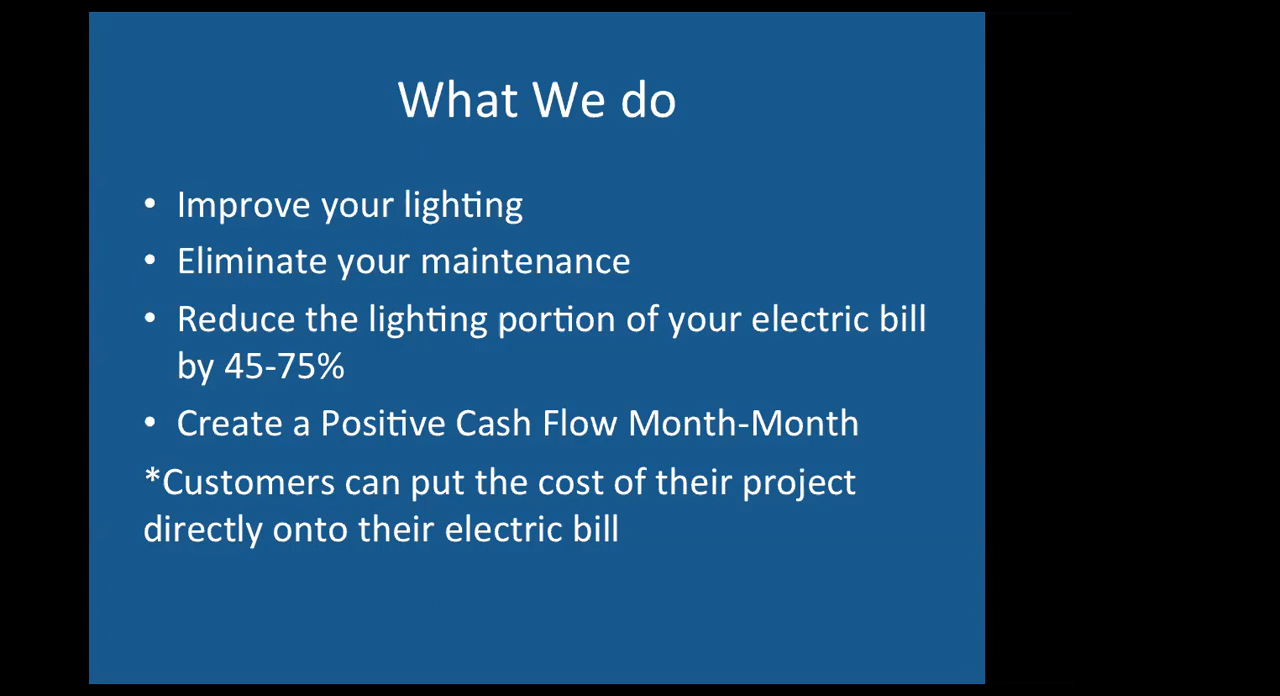 What We do
• Improve your lighting
• Eliminate your maintenance
• Reduce the lighting portion of your electric bill
by 45-75%
• Create a Positive Cash Flow Month-Month
*Customers can put the cost of their project
directly onto their electric bill